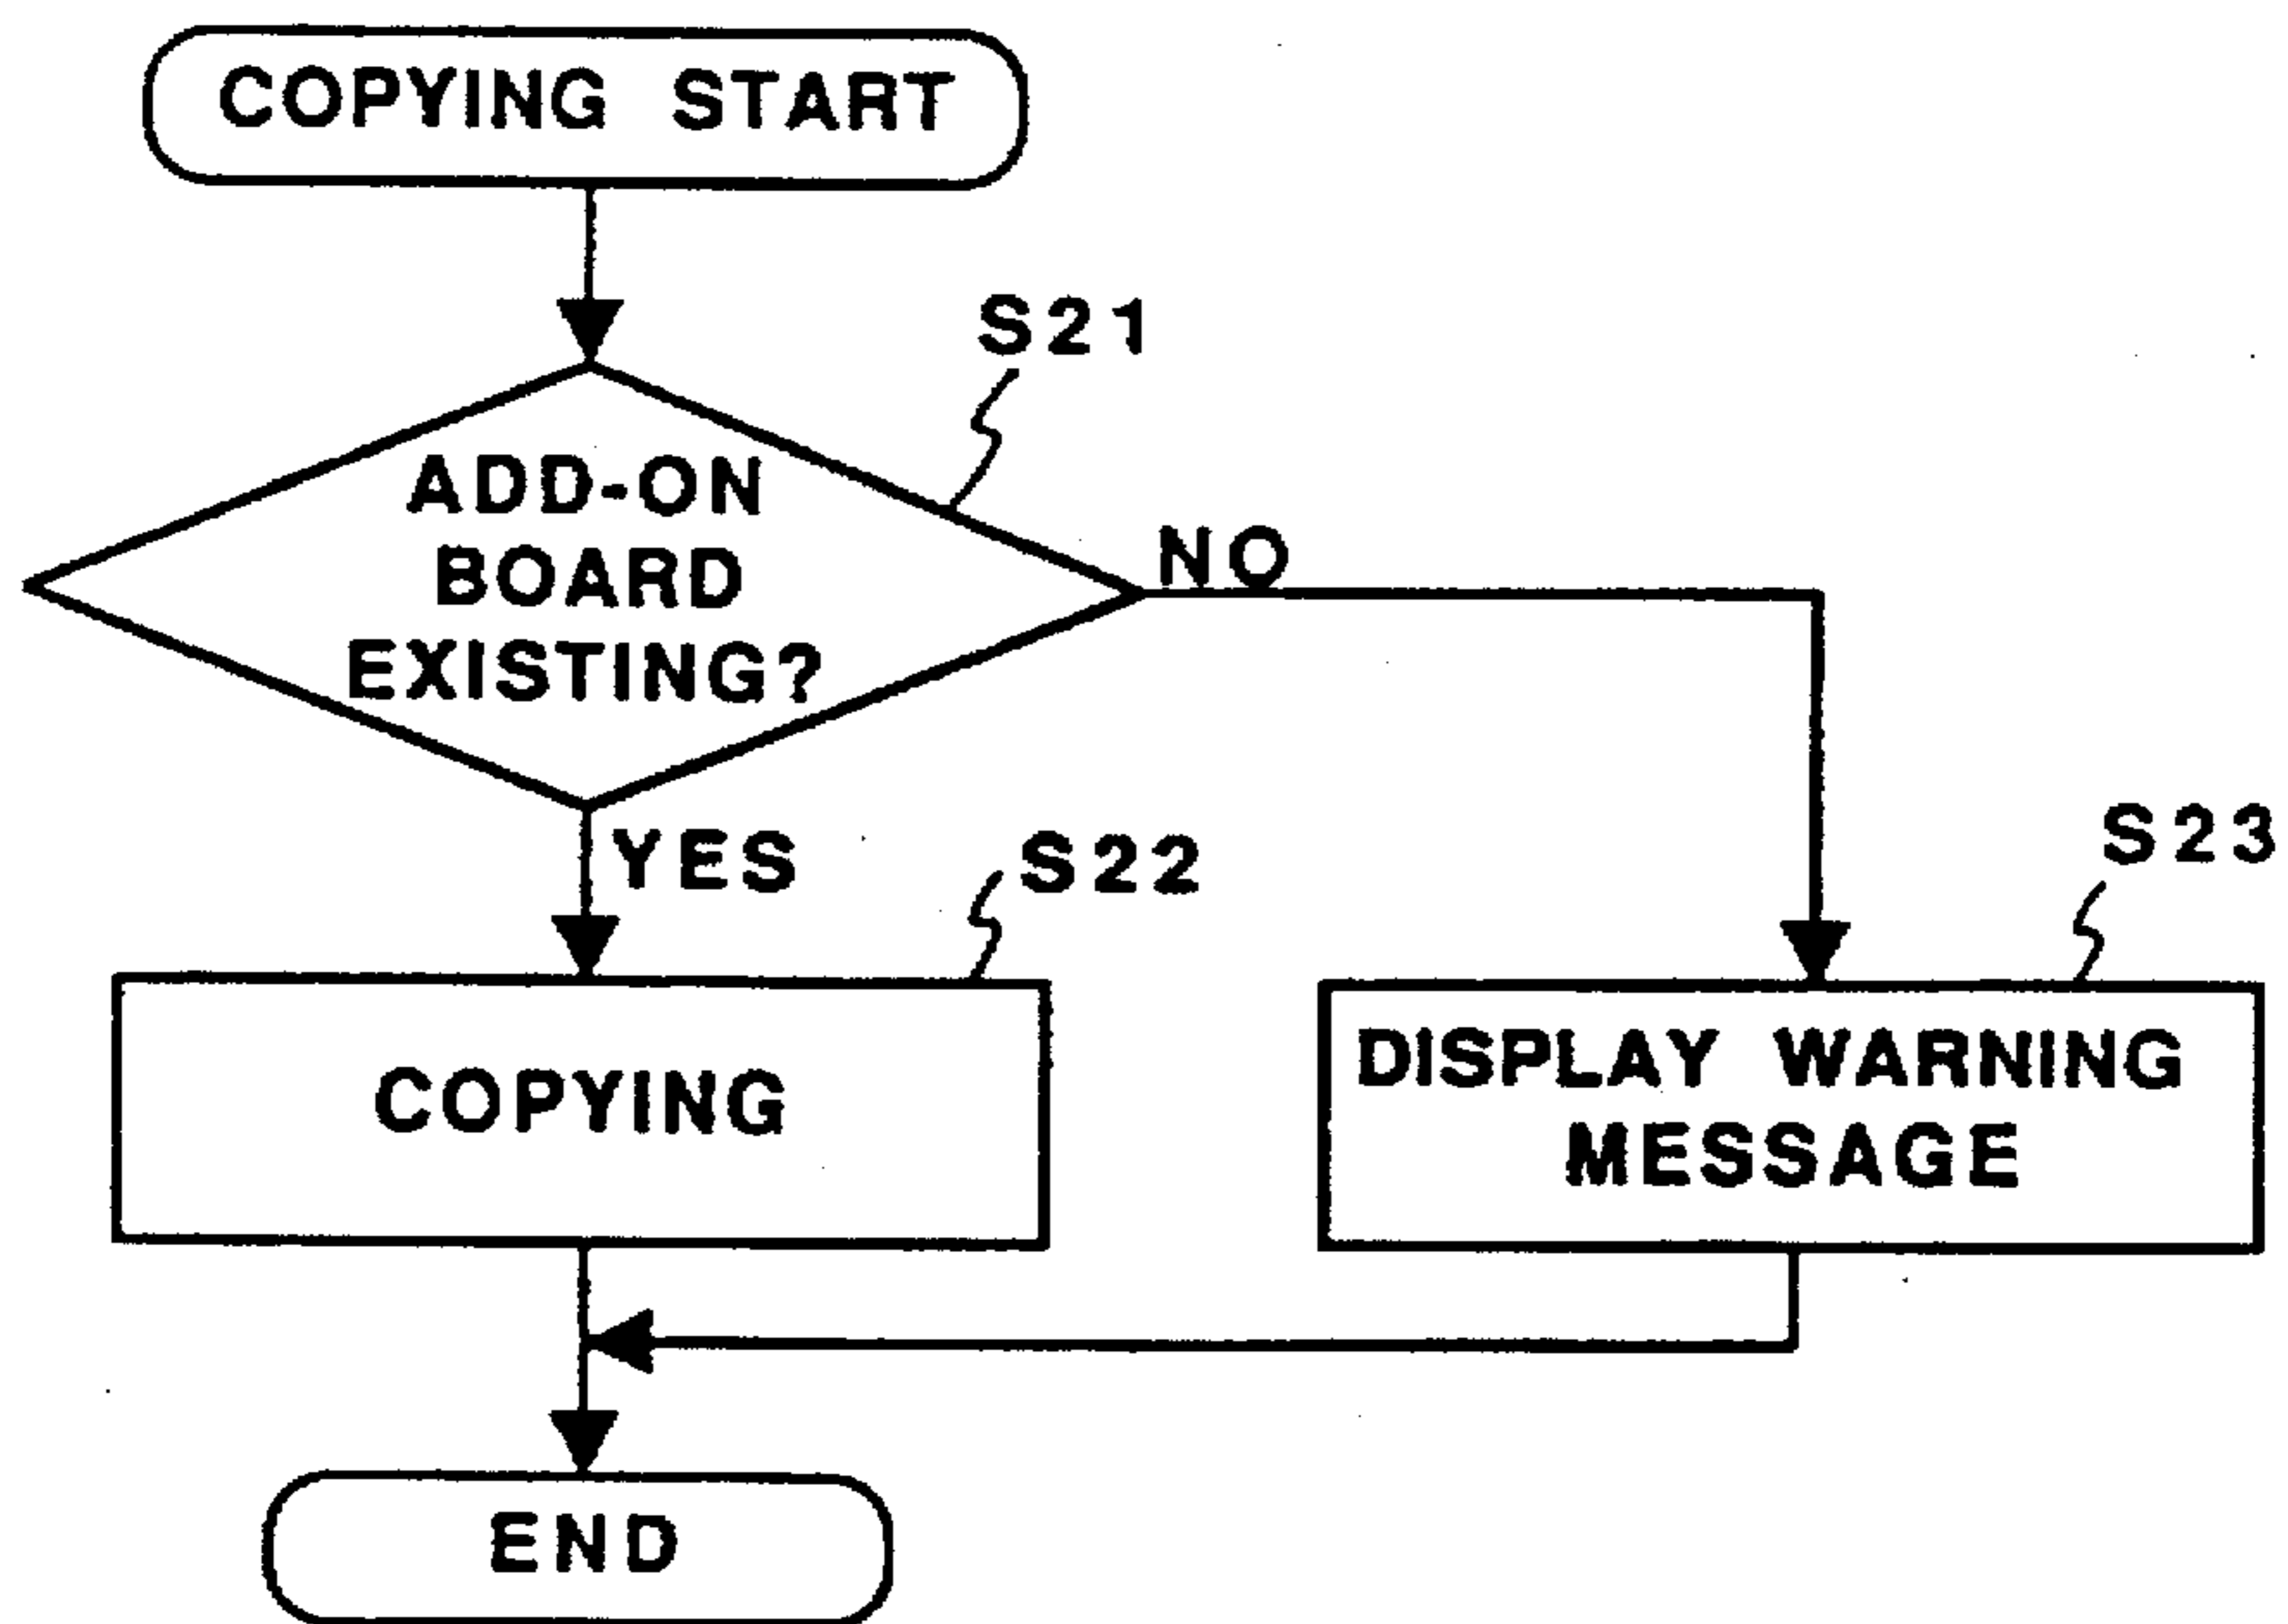 COPYING START
S21
ADD-ON
BOARD
EXISTING?
NO
YES
S22
S23
COPYING
DISPLAY WARNING
MESSAGE
END